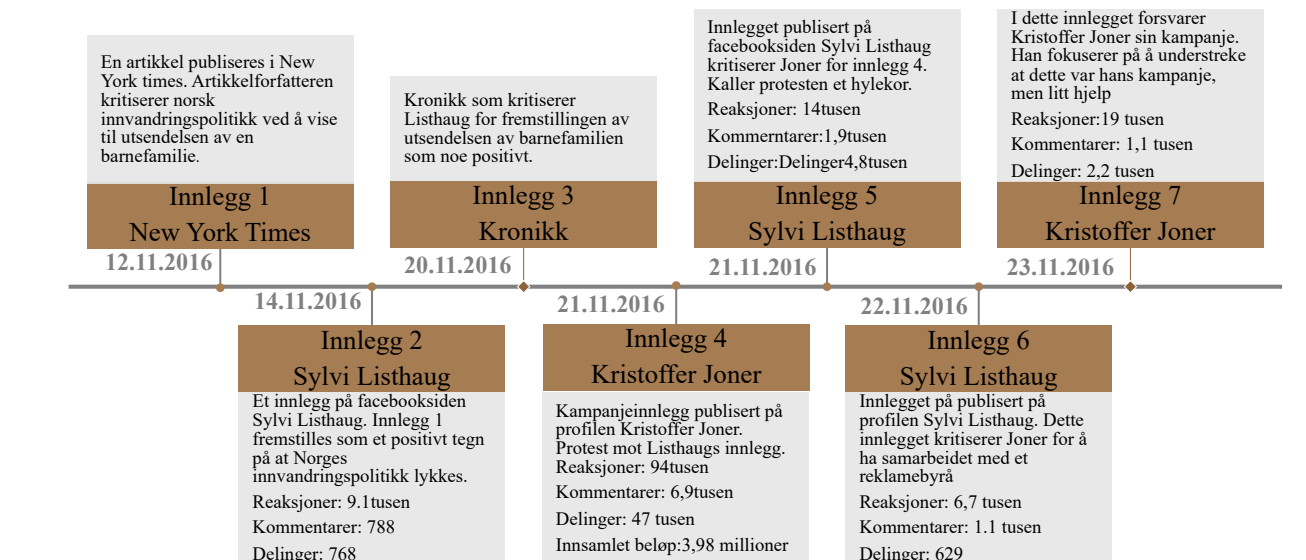 En artikkel publiseres i New
York times. Artikkelforfatteren
kritiserer norsk
innvandringspolitikk ved å vise
til utsendelsen av en
barnefamilie.
Innlegg 1
New York Times
12.11.2016
14.11.2016
Innlegg 2
Sylvi Listhaug
Et innlegg på facebooksiden
Sylvi Listhaug. Innlegg 1
fremstilles som et positivt tegn
på at Norges
innvandringspolitikk lykkes.
Reaksjoner: 9.1tusen
Kommentarer: 788
Delinger: 768
Kronikk som kritiserer
Listhaug for fremstillingen av
utsendelsen av barnefamilien
som noe positivt.
Innlegg 3
Kronikk
20.11.2016
21.11.2016
Innlegg 4
Kristoffer Joner
Kampanjeinnlegg publisert på
profilen Kristoffer Joner.
Protest mot Listhaugs innlegg.
Reaksjoner: 94tusen
Kommentarer: 6,9tusen
Delinger: 47 tusen
Innsamlet beløp:3,98 millioner
Innlegget publisert på
facebooksiden Sylvi Listhaug
kritiserer Joner for innlegg 4.
Kaller protesten et hylekor.
Reaksjoner: 14tusen
Kommerntarer:1,9tusen
Delinger:Delinger4,8tusen
Innlegg 5
Sylvi Listhaug
21.11.2016
22.11.2016
Innlegg 6
Sylvi Listhaug
Innlegget på publisert på
profilen Sylvi Listhaug. Dette
innlegget kritiserer Joner for å
ha samarbeidet med et
reklamebyrå
Reaksjoner: 6,7 tusen
Kommentarer: 1.1 tusen
Delinger: 629
I dette innlegget forsvarer
Kristoffer Joner sin kampanje.
Han fokuserer på å understreke
at dette var hans kampanje,
men litt hjelp
Reaksjoner:19 tusen
Kommentarer: 1,1 tusen
Delinger: 2,2 tusen
Innlegg 7
Kristoffer Joner
23.11.2016